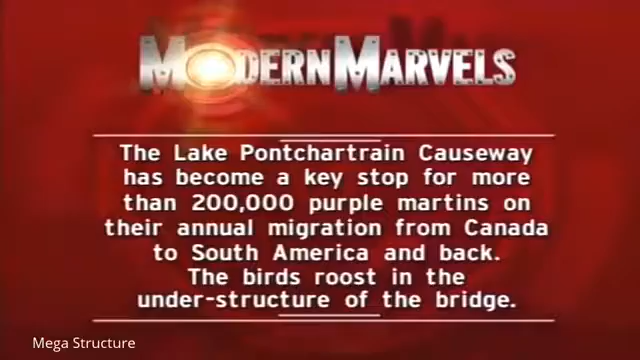 MODERN MARVELS
The Lake Pontchartrain Causeway
has become a key stop for more
than 200,000 purple martins on
their annual migration from Canada
to South America and back.
The birds roost in the
under-structure of the bridge.
Mega Structure